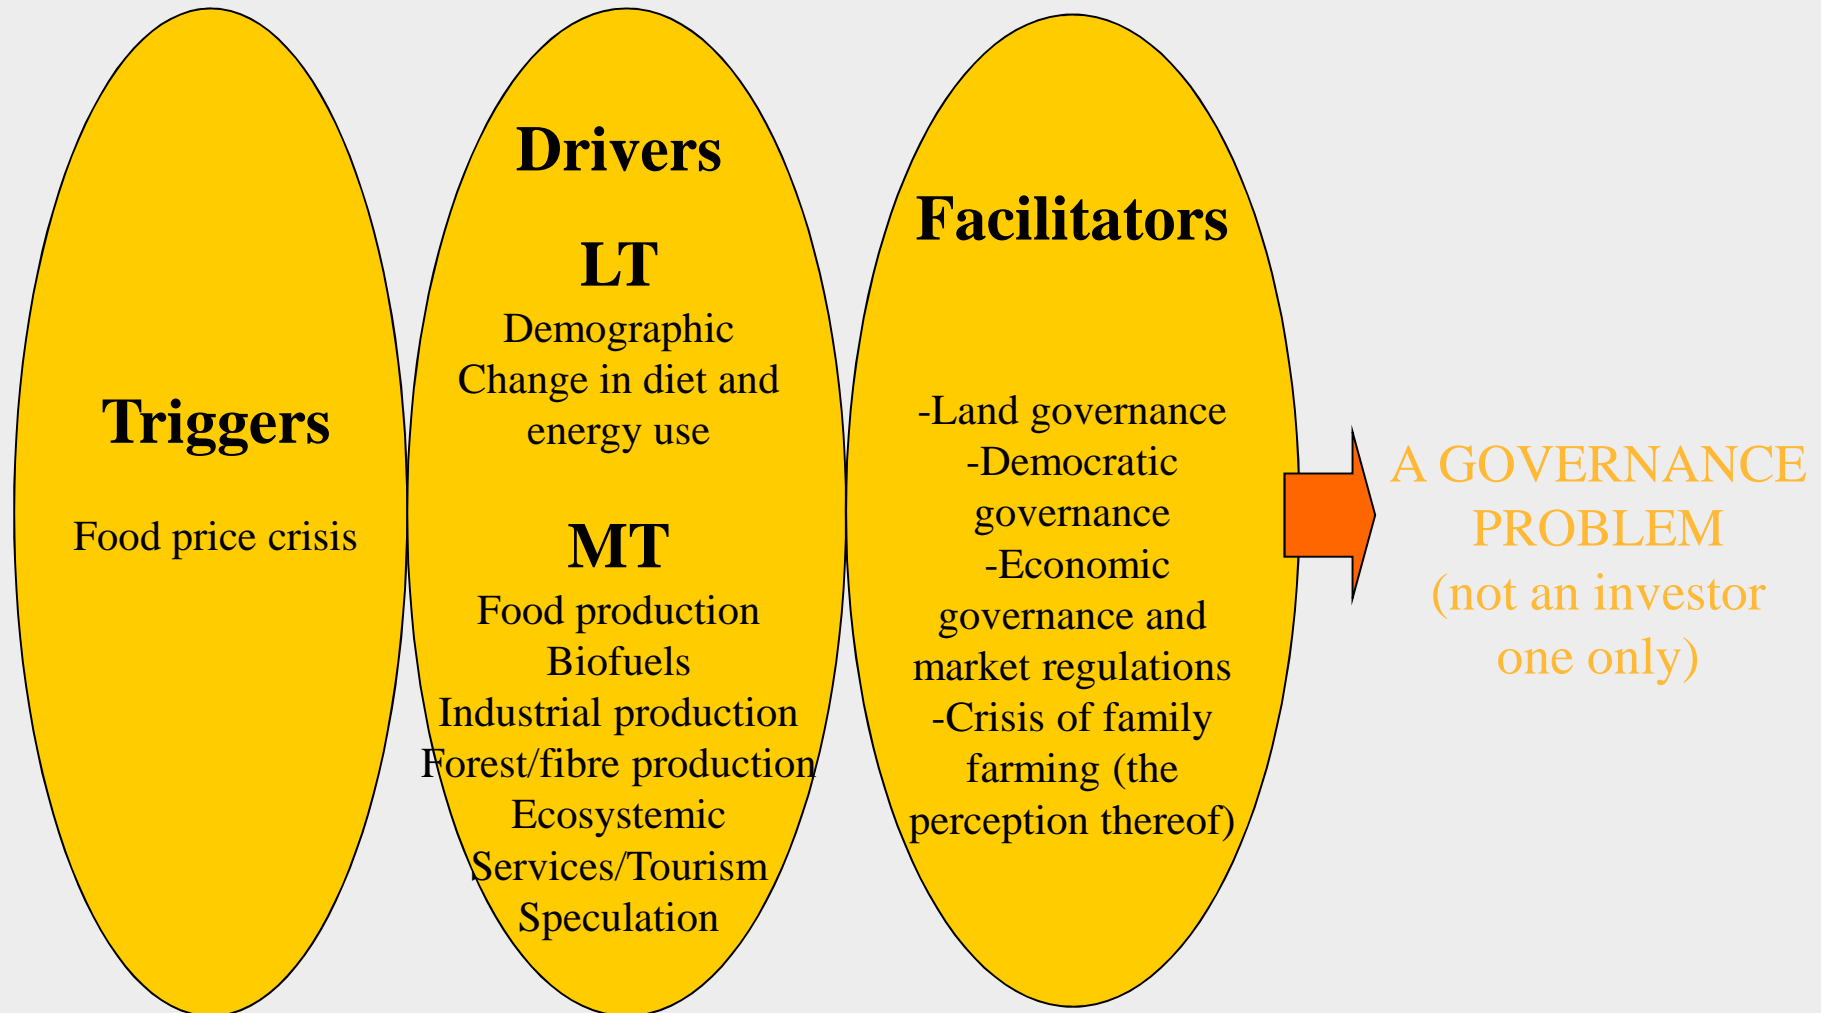 Triggers
Food price crisis
Drivers
LT
Demographic
Change in diet and
energy use
MT
Food production
Biofuels
Industrial production
Forest/fibre production
Ecosystemic
Services/Tourism
Speculation
Facilitators
-Land governance
-Democratic
governance
-Economic
governance and
market regulations
-Crisis of family
farming (the
perception thereof)
A GOVERNANCE
PROBLEM
(not an investor
one only)